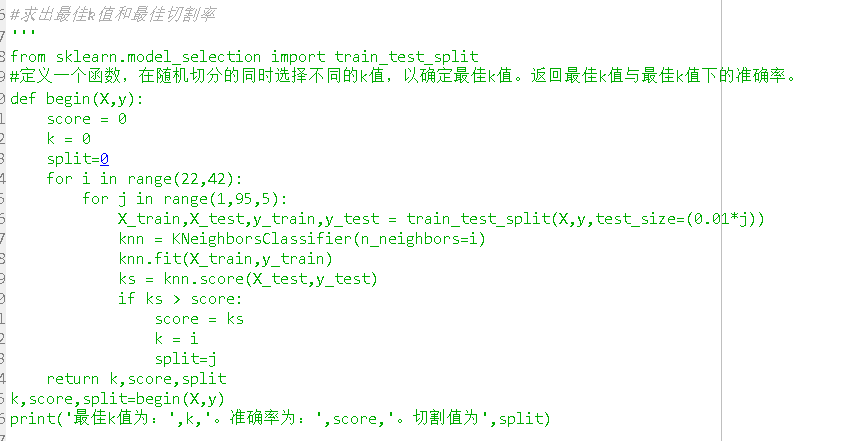 #求出最佳k值和最佳切割率
'''
from sklearn.model_selection import train_test_split
#定义一个函数，在随机切分的同时选择不同的k值，以确定最佳k值。返回最佳k值与最佳k值下的准确率。
def begin(X,y):
    score = 0
    k = 0
    split=0
    for i in range(22,42):
        for j in range(1,95,5):
            X_train,X_test,y_train,y_test = train_test_split(X,y,test_size=(0.01*j))
            knn = KNeighborsClassifier(n_neighbors=i)
            knn.fit(X_train,y_train)
            ks = knn.score(X_test,y_test)
            if ks > score:
                score = ks
                k = i
                split=j
    return k,score,split
k,score,split=begin(X,y)
print('最佳k值为：',k,'。准确率为：',score,'。切割值为',split)